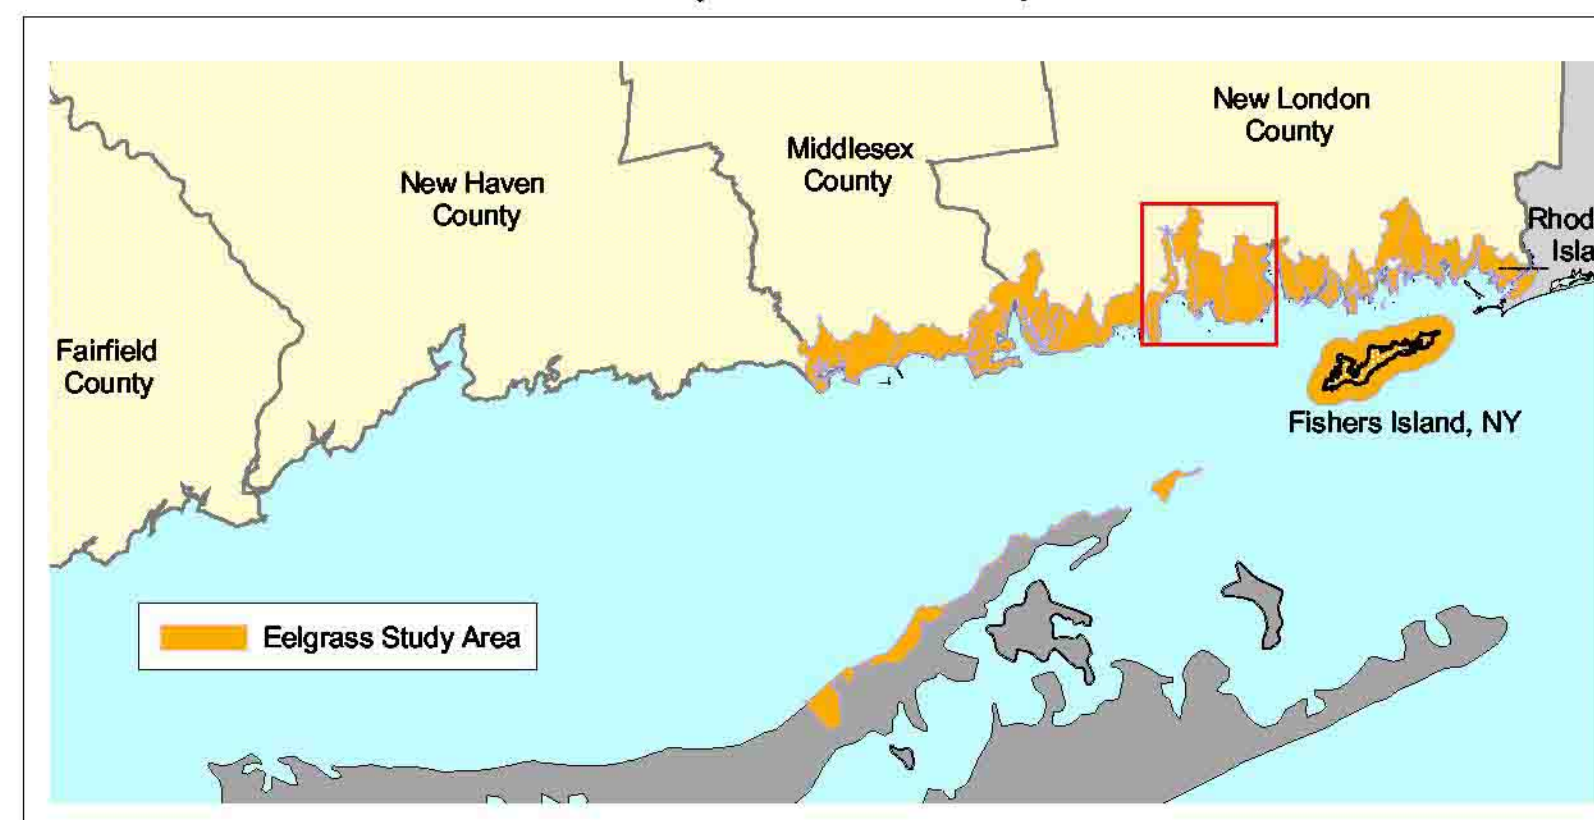 New London
County
Middlesex
County
New Haven
County
Rhod
Isla
Fairfield
County
Fishers Island, NY
Eelgrass Study Area